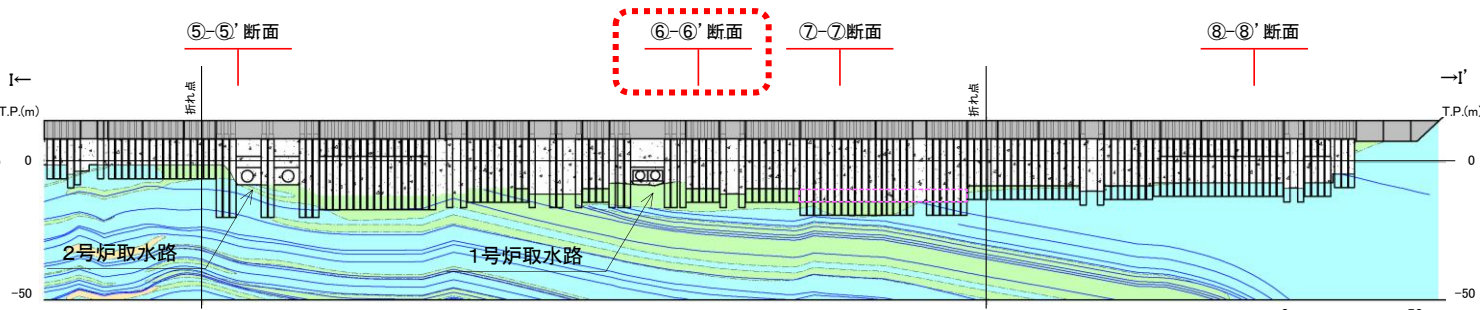 ⑤-⑤’断面
⑥-⑥’断面
⑦-⑦断面
⑧-⑧’断面
I←
→I’
折れ点
折れ点
T.P.(m)
T.P.(m)
0
0
2号炉取水路
1号炉取水路
-50
-50